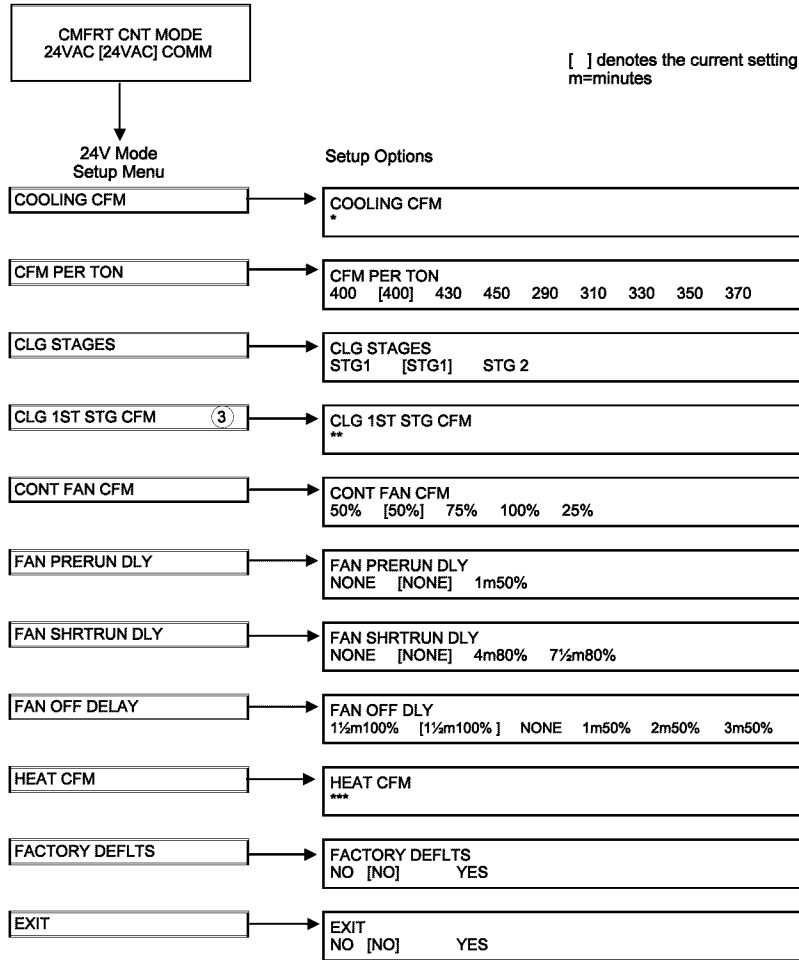 CMFRT CNT MODE
24VAC [24VAC] COMM
[ ] denotes the current setting
m=minutes
24V Mode
Setup Menu
Setup Options
COOLING CFM
COOLING CFM
*
CFM PER TON
CFM PER TON
400 [400] 430 450 290 310 330 350 370
CLG STAGES
CLG STAGES
STG1 [STG1] STG 2
CLG 1ST STG CFM 3
CLG 1ST STG CFM
**
CONT FAN CFM
CONT FAN CFM
50% [50%] 75% 100% 25%
FAN PRERUN DLY
FAN PRERUN DLY
NONE [NONE] 1m50%
FAN SHRTRUN DLY
FAN SHRTRUN DLY
NONE [NONE] 4m80% 7½m80%
FAN OFF DELAY
FAN OFF DLY
1½m100% [1½m100% ] NONE 1m50% 2m50% 3m50%
HEAT CFM
HEAT CFM
***
FACTORY DEFLTS
FACTORY DEFLTS
NO [NO] YES
EXIT
EXIT
NO [NO] YES